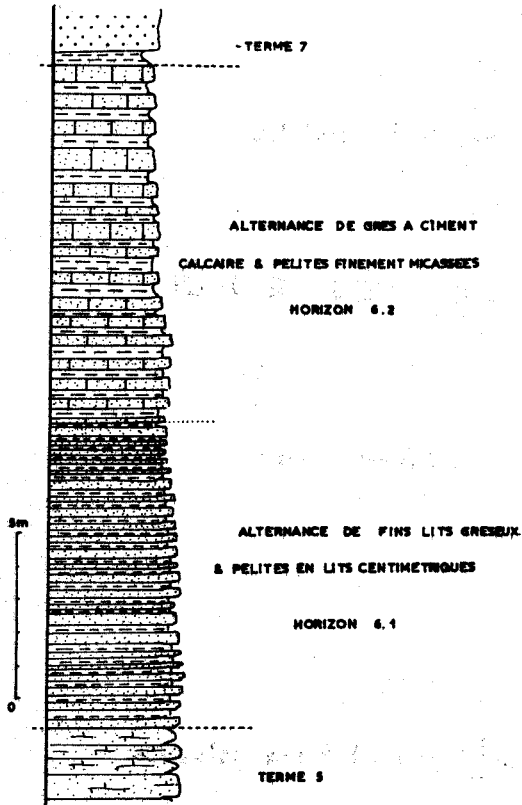 - TERME 7
ALTERNANCE DE GRES A CIMENT
CALCAIRE & PELITES FINEMENT MICASSEES
HORIZON 6.2
5m
ALTERNANCE DE FINS LITS GRESEUX
& PELITES EN LITS CENTIMETRIQUES
HORIZON 6.1
0
TERME 5